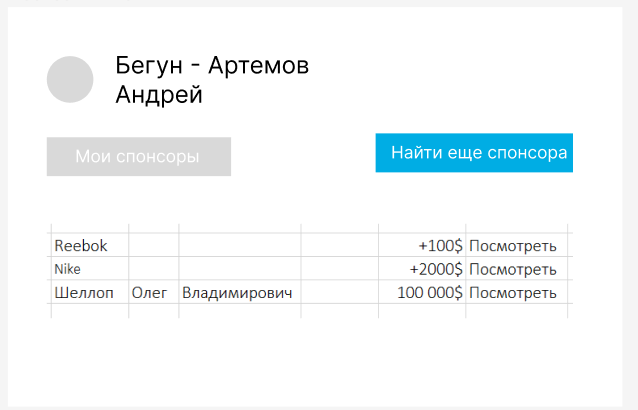 Бегун - Артемов
Андрей
Мои спонсоры
Найти еще спонсора
Reebok +100$ Посмотреть
Nike +2000$ Посмотреть
Шеллоп Олег Владимирович 100 000$ Посмотреть